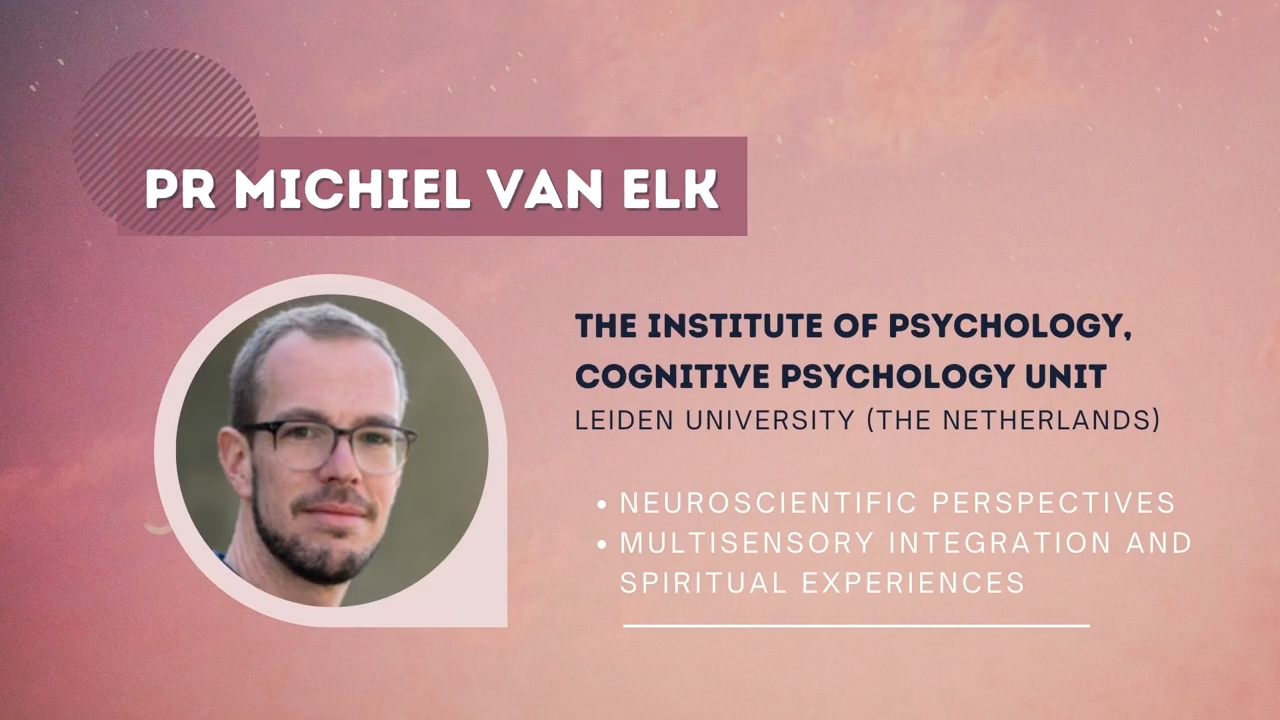 PR MICHIEL VAN ELK
THE INSTITUTE OF PSYCHOLOGY,
COGNITIVE PSYCHOLOGY UNIT
LEIDEN UNIVERSITY (THE NETHERLANDS)
• NEUROSCIENTIFIC PERSPECTIVES
• MULTISENSORY INTEGRATION AND
SPIRITUAL EXPERIENCES